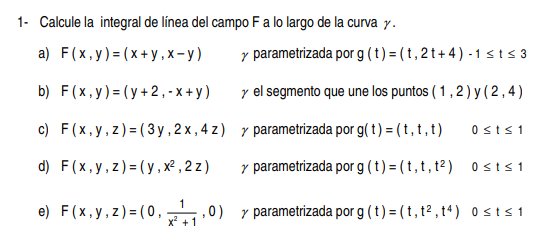 1- Calcule la integral de línea del campo F a lo largo de la curva γ.
a) F(x,y)=(x+y,x−y) γ parametrizada por g(t)=(t,2t+4) -1 ≤ t ≤ 3
b) F(x,y)=(y+2,-x+y) γ el segmento que une los puntos (1,2) y (2,4)
c) F(x,y,z)=(3y,2x,4z) γ parametrizada por g(t)=(t,t,t) 0 ≤ t ≤ 1
d) F(x,y,z)=(y,x²,2z) γ parametrizada por g(t)=(t,t,t²) 0 ≤ t ≤ 1
e) F(x,y,z)=(0,1/(x²+1),0) γ parametrizada por g(t)=(t,t²,t⁴) 0 ≤ t ≤ 1